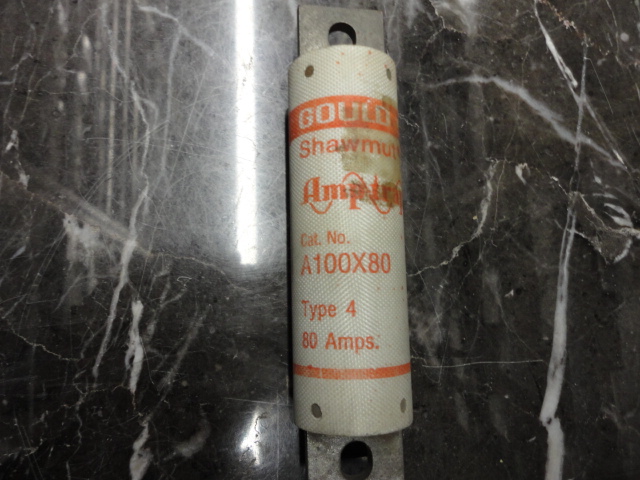 GOULD
Shawmut
Cat. No.
A100X80
Type 4
80 Amps.